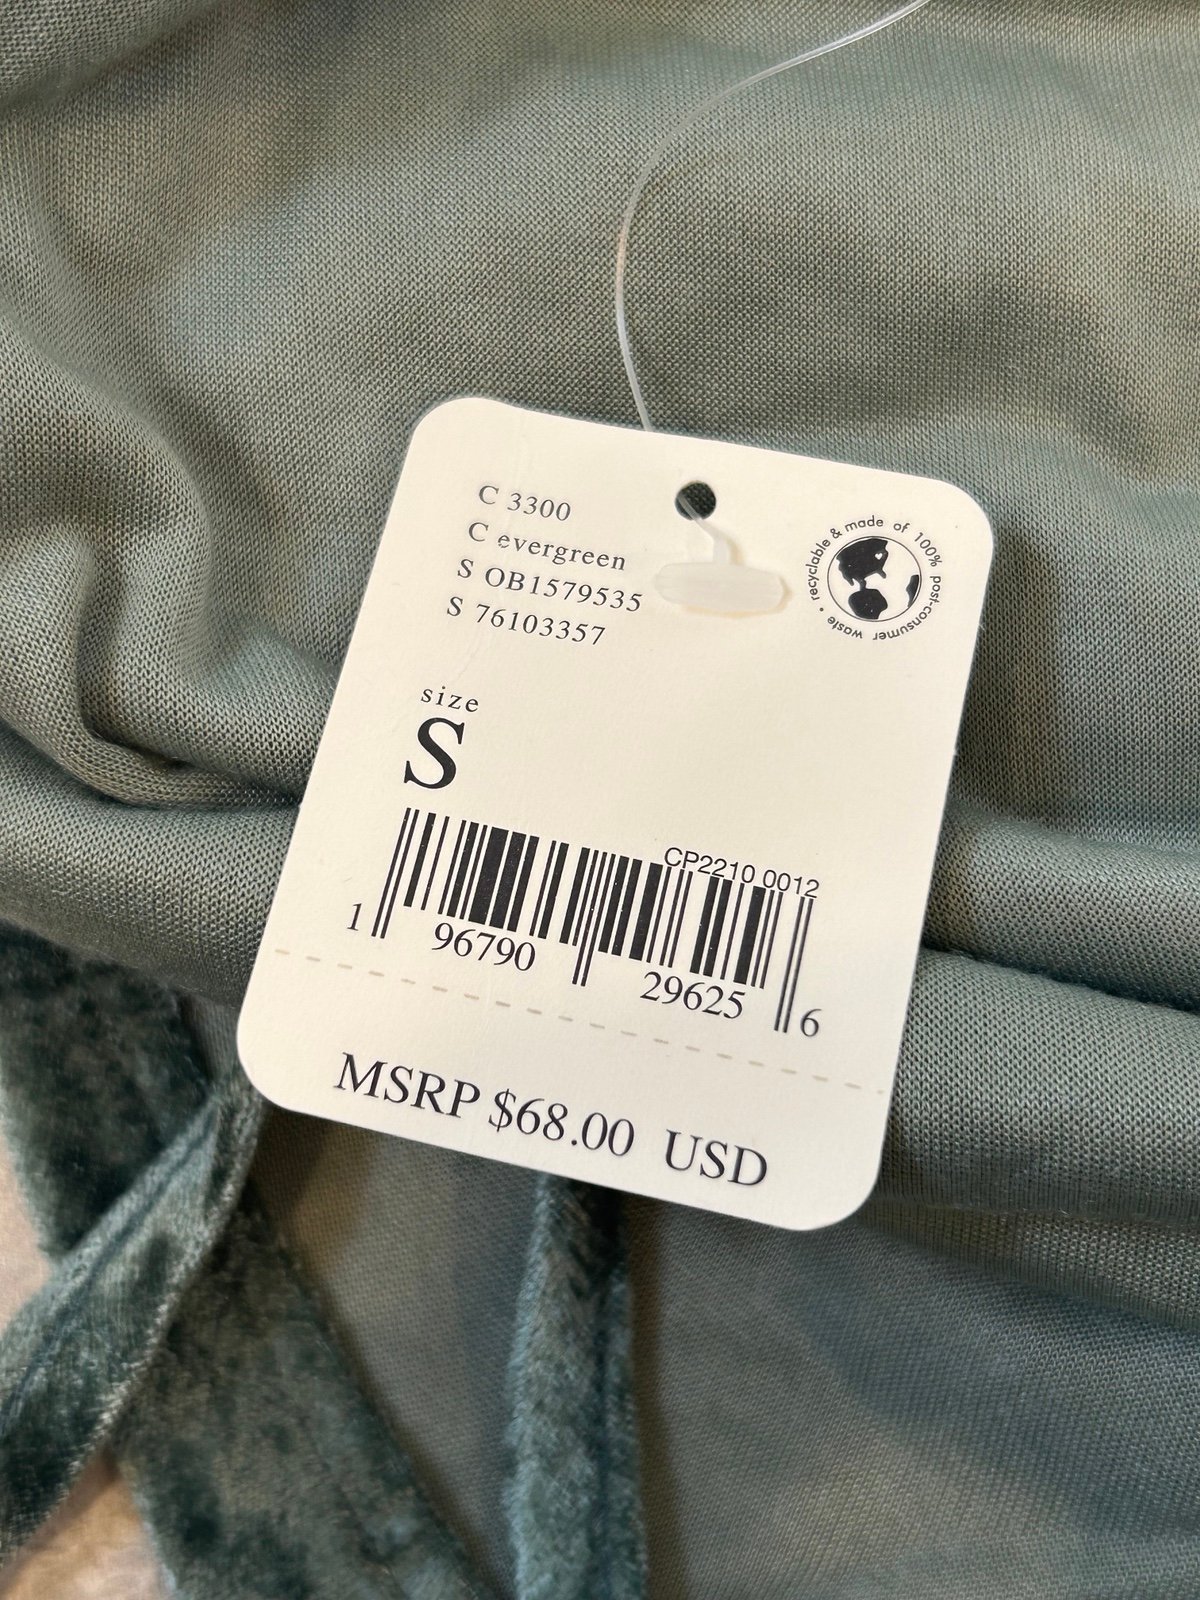 C 3300
C evergreen
S OB1579535
S 76103357
recyclable & made of 100% post-consumer waste •
size
S
CP2210 0012
1 96790 29625 6
MSRP $68.00 USD